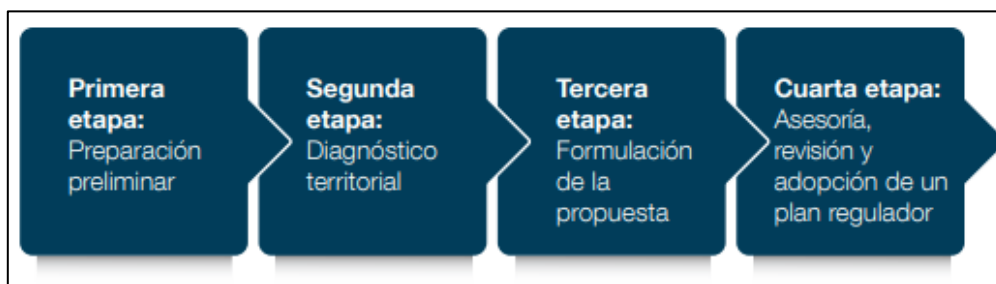 Primera
etapa:
Preparación
preliminar
Segunda
etapa:
Diagnóstico
territorial
Tercera
etapa:
Formulación
de la
propuesta
Cuarta etapa:
Asesoría,
revisión y
adopción de un
plan regulador